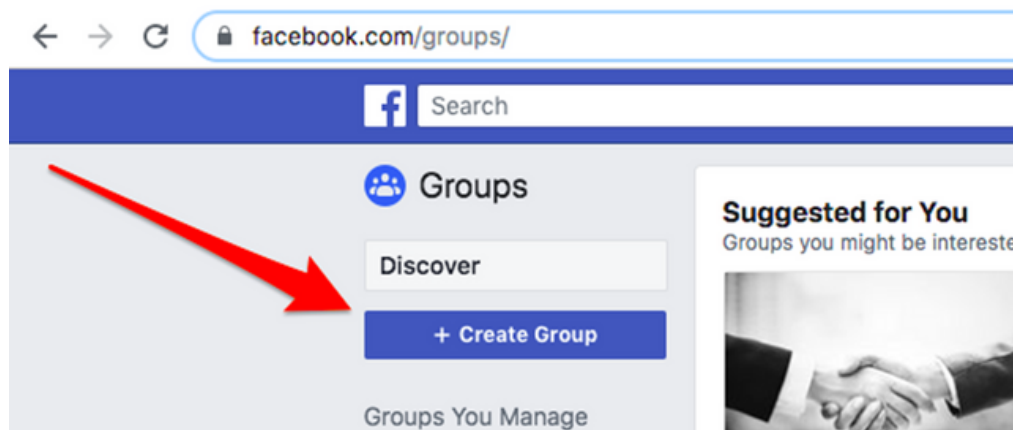 facebook.com/groups/
f Search
Groups
Discover
+ Create Group
Groups You Manage
Suggested for You
Groups you might be intereste